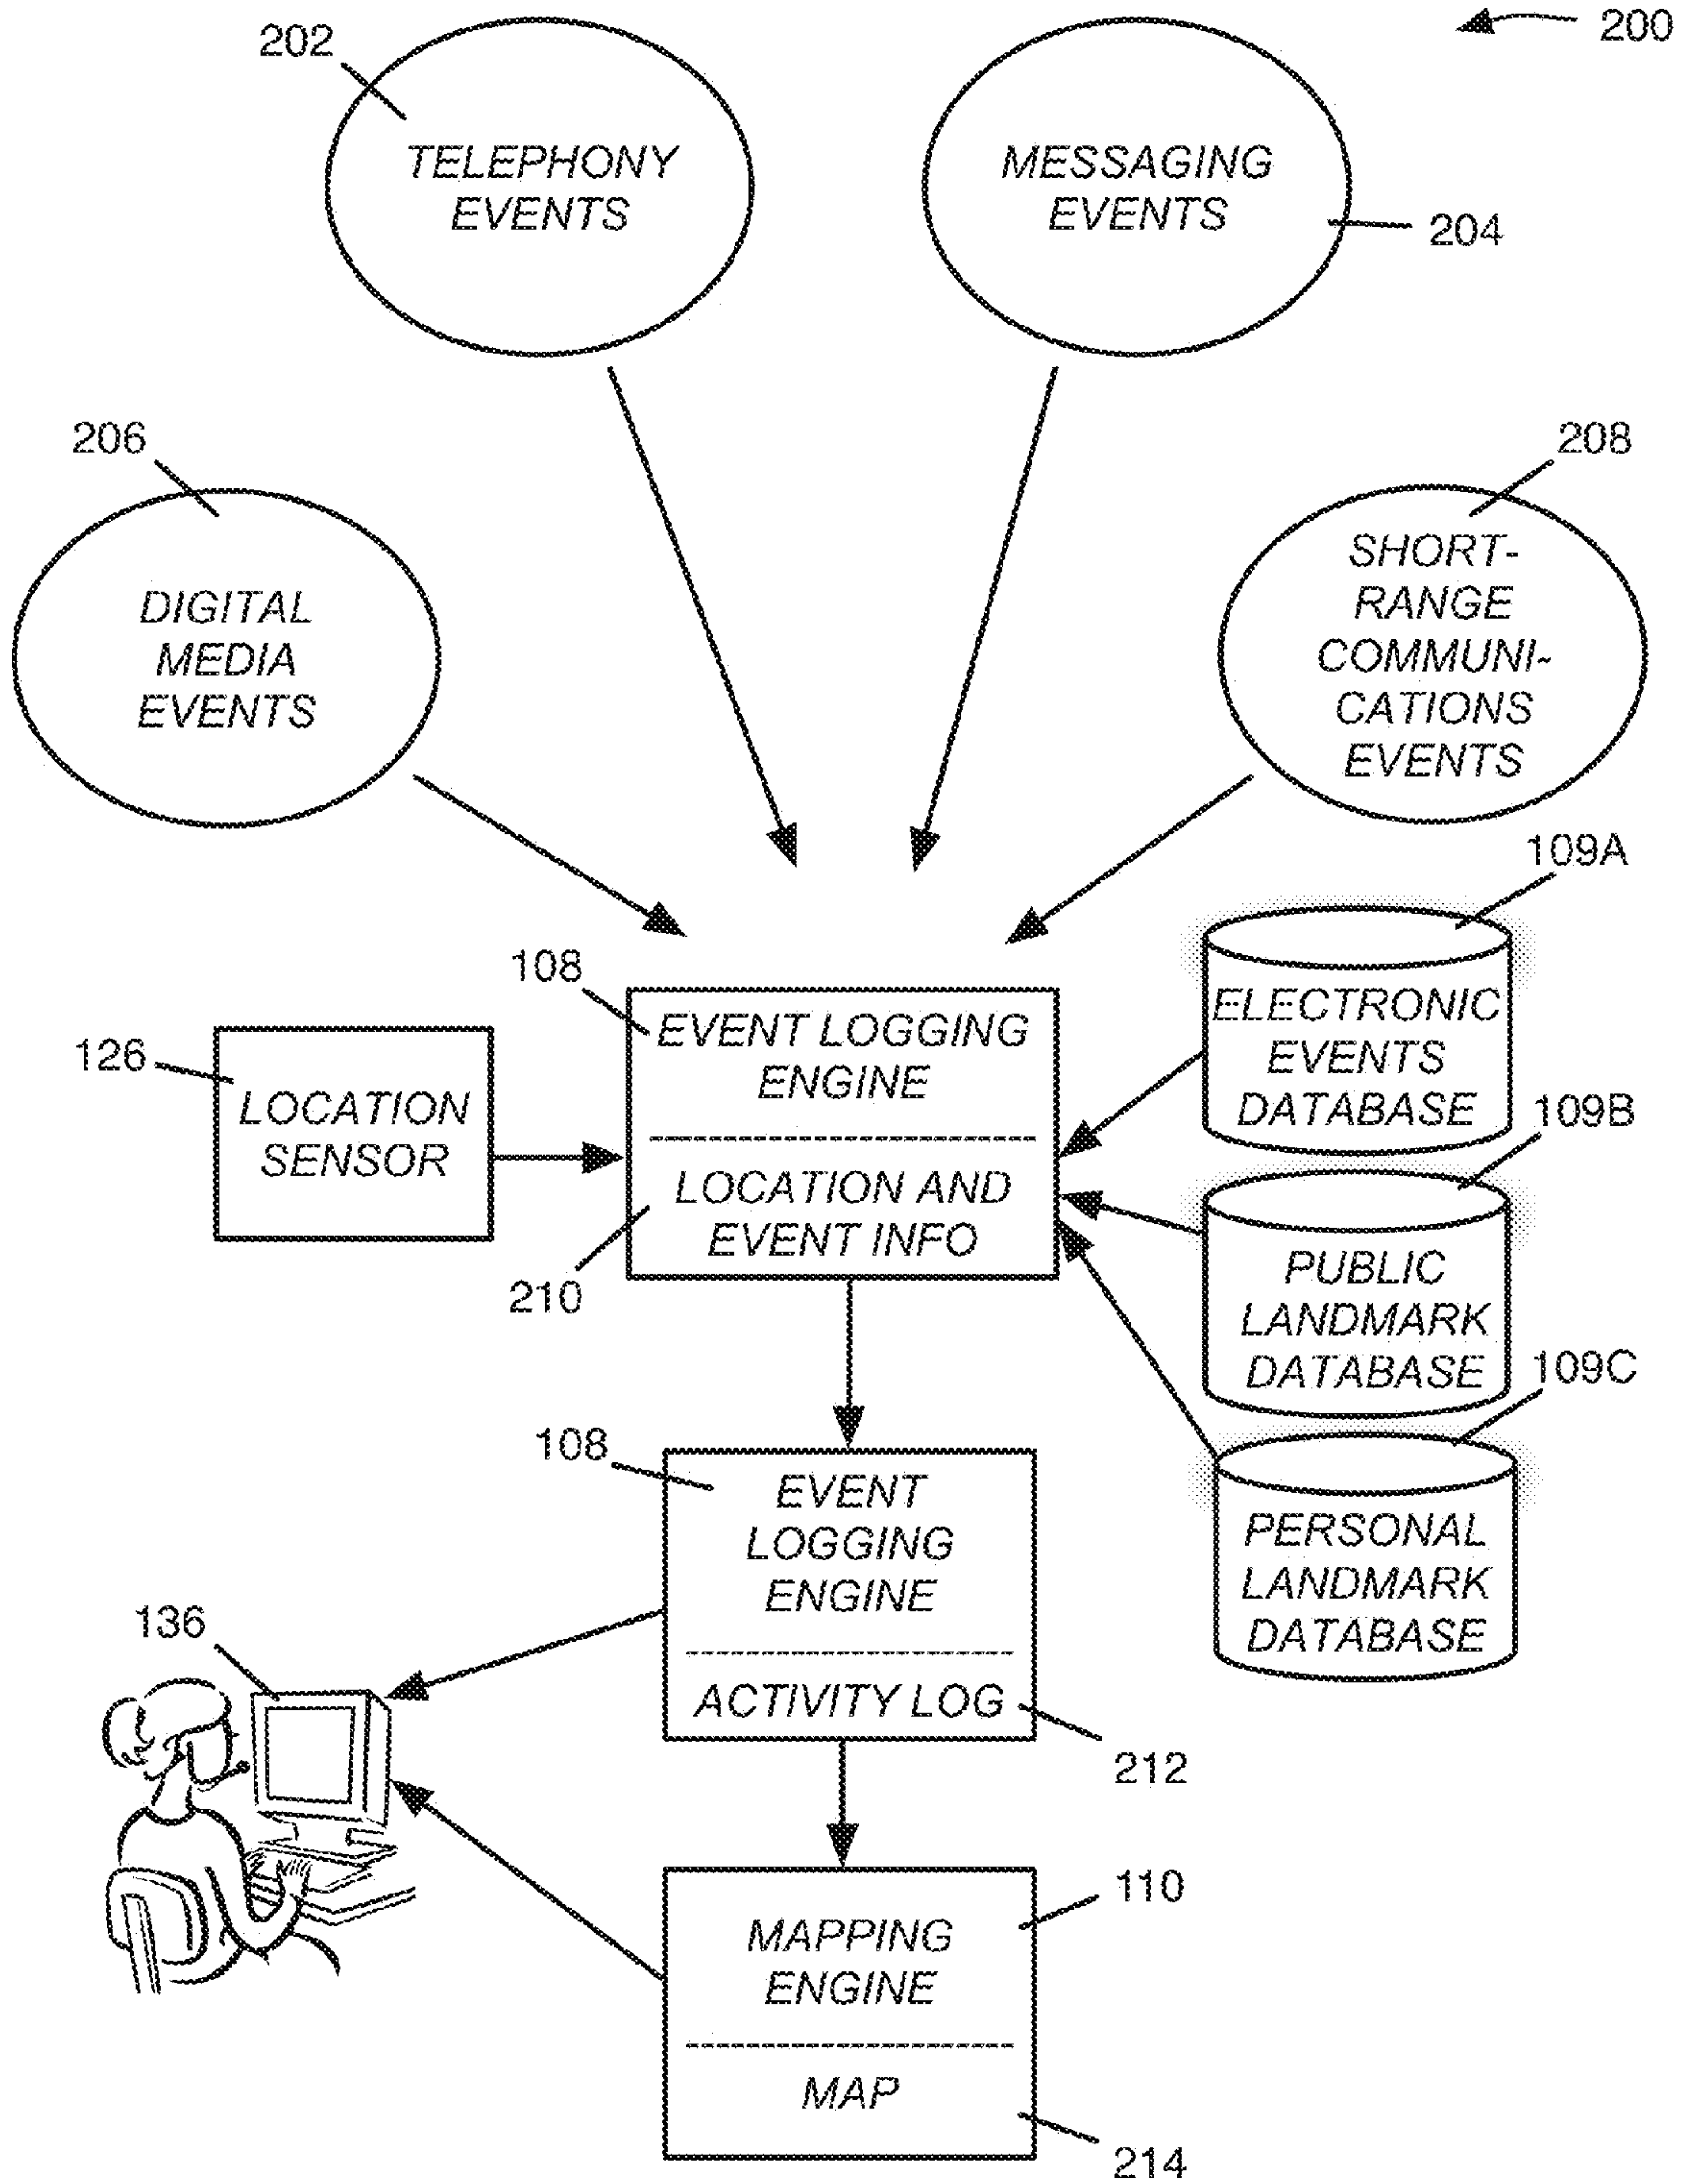 200
202
TELEPHONY
EVENTS
MESSAGING
EVENTS
204
206
DIGITAL
MEDIA
EVENTS
208
SHORT-
RANGE
COMMUNI-
CATIONS
EVENTS
109A
ELECTRONIC
EVENTS
DATABASE
108
EVENT LOGGING
ENGINE
126
LOCATION
SENSOR
LOCATION AND
EVENT INFO
210
109B
PUBLIC
LANDMARK
DATABASE
109C
PERSONAL
LANDMARK
DATABASE
108
EVENT
LOGGING
ENGINE
ACTIVITY LOG
212
136
110
MAPPING
ENGINE
MAP
214